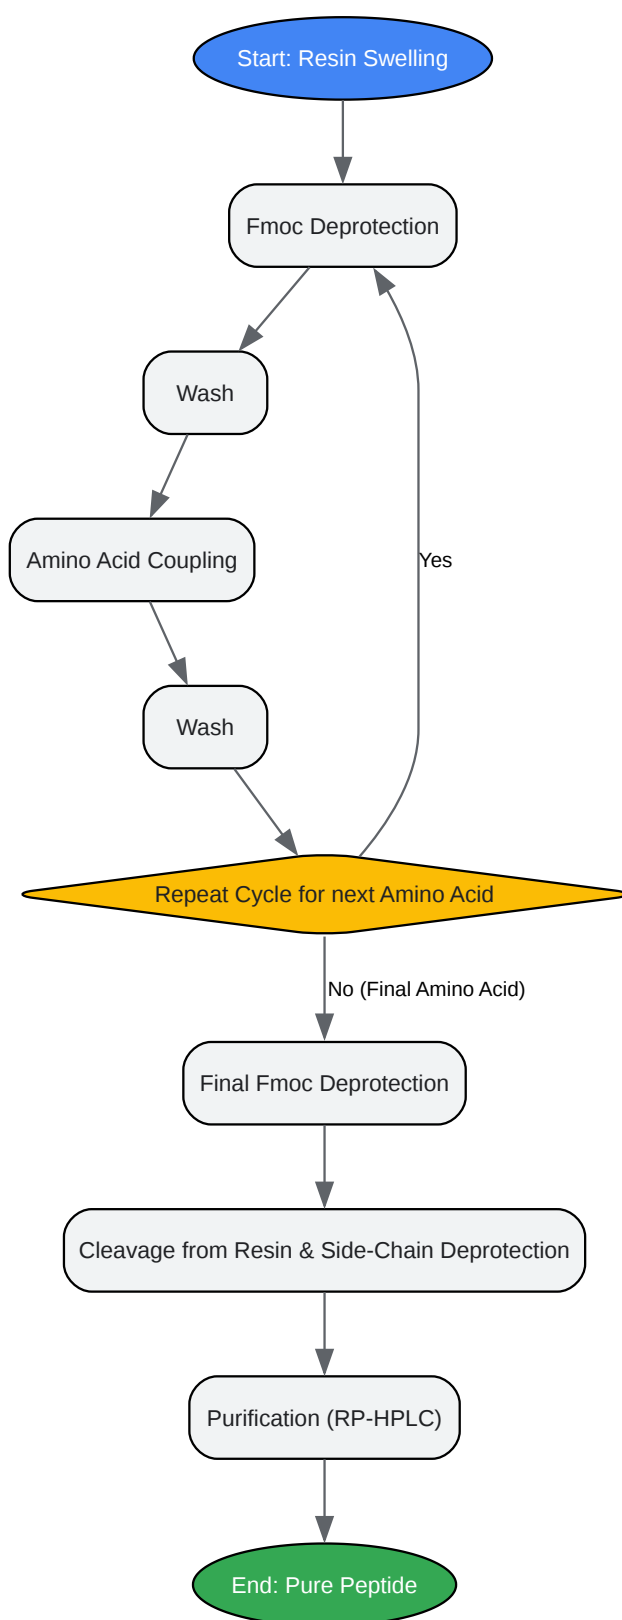 Start: Resin Swelling
Fmoc Deprotection
Wash
Amino Acid Coupling
Yes
Wash
Repeat Cycle for next Amino Acid
No (Final Amino Acid)
Final Fmoc Deprotection
Cleavage from Resin & Side-Chain Deprotection
Purification (RP-HPLC)
End: Pure Peptide